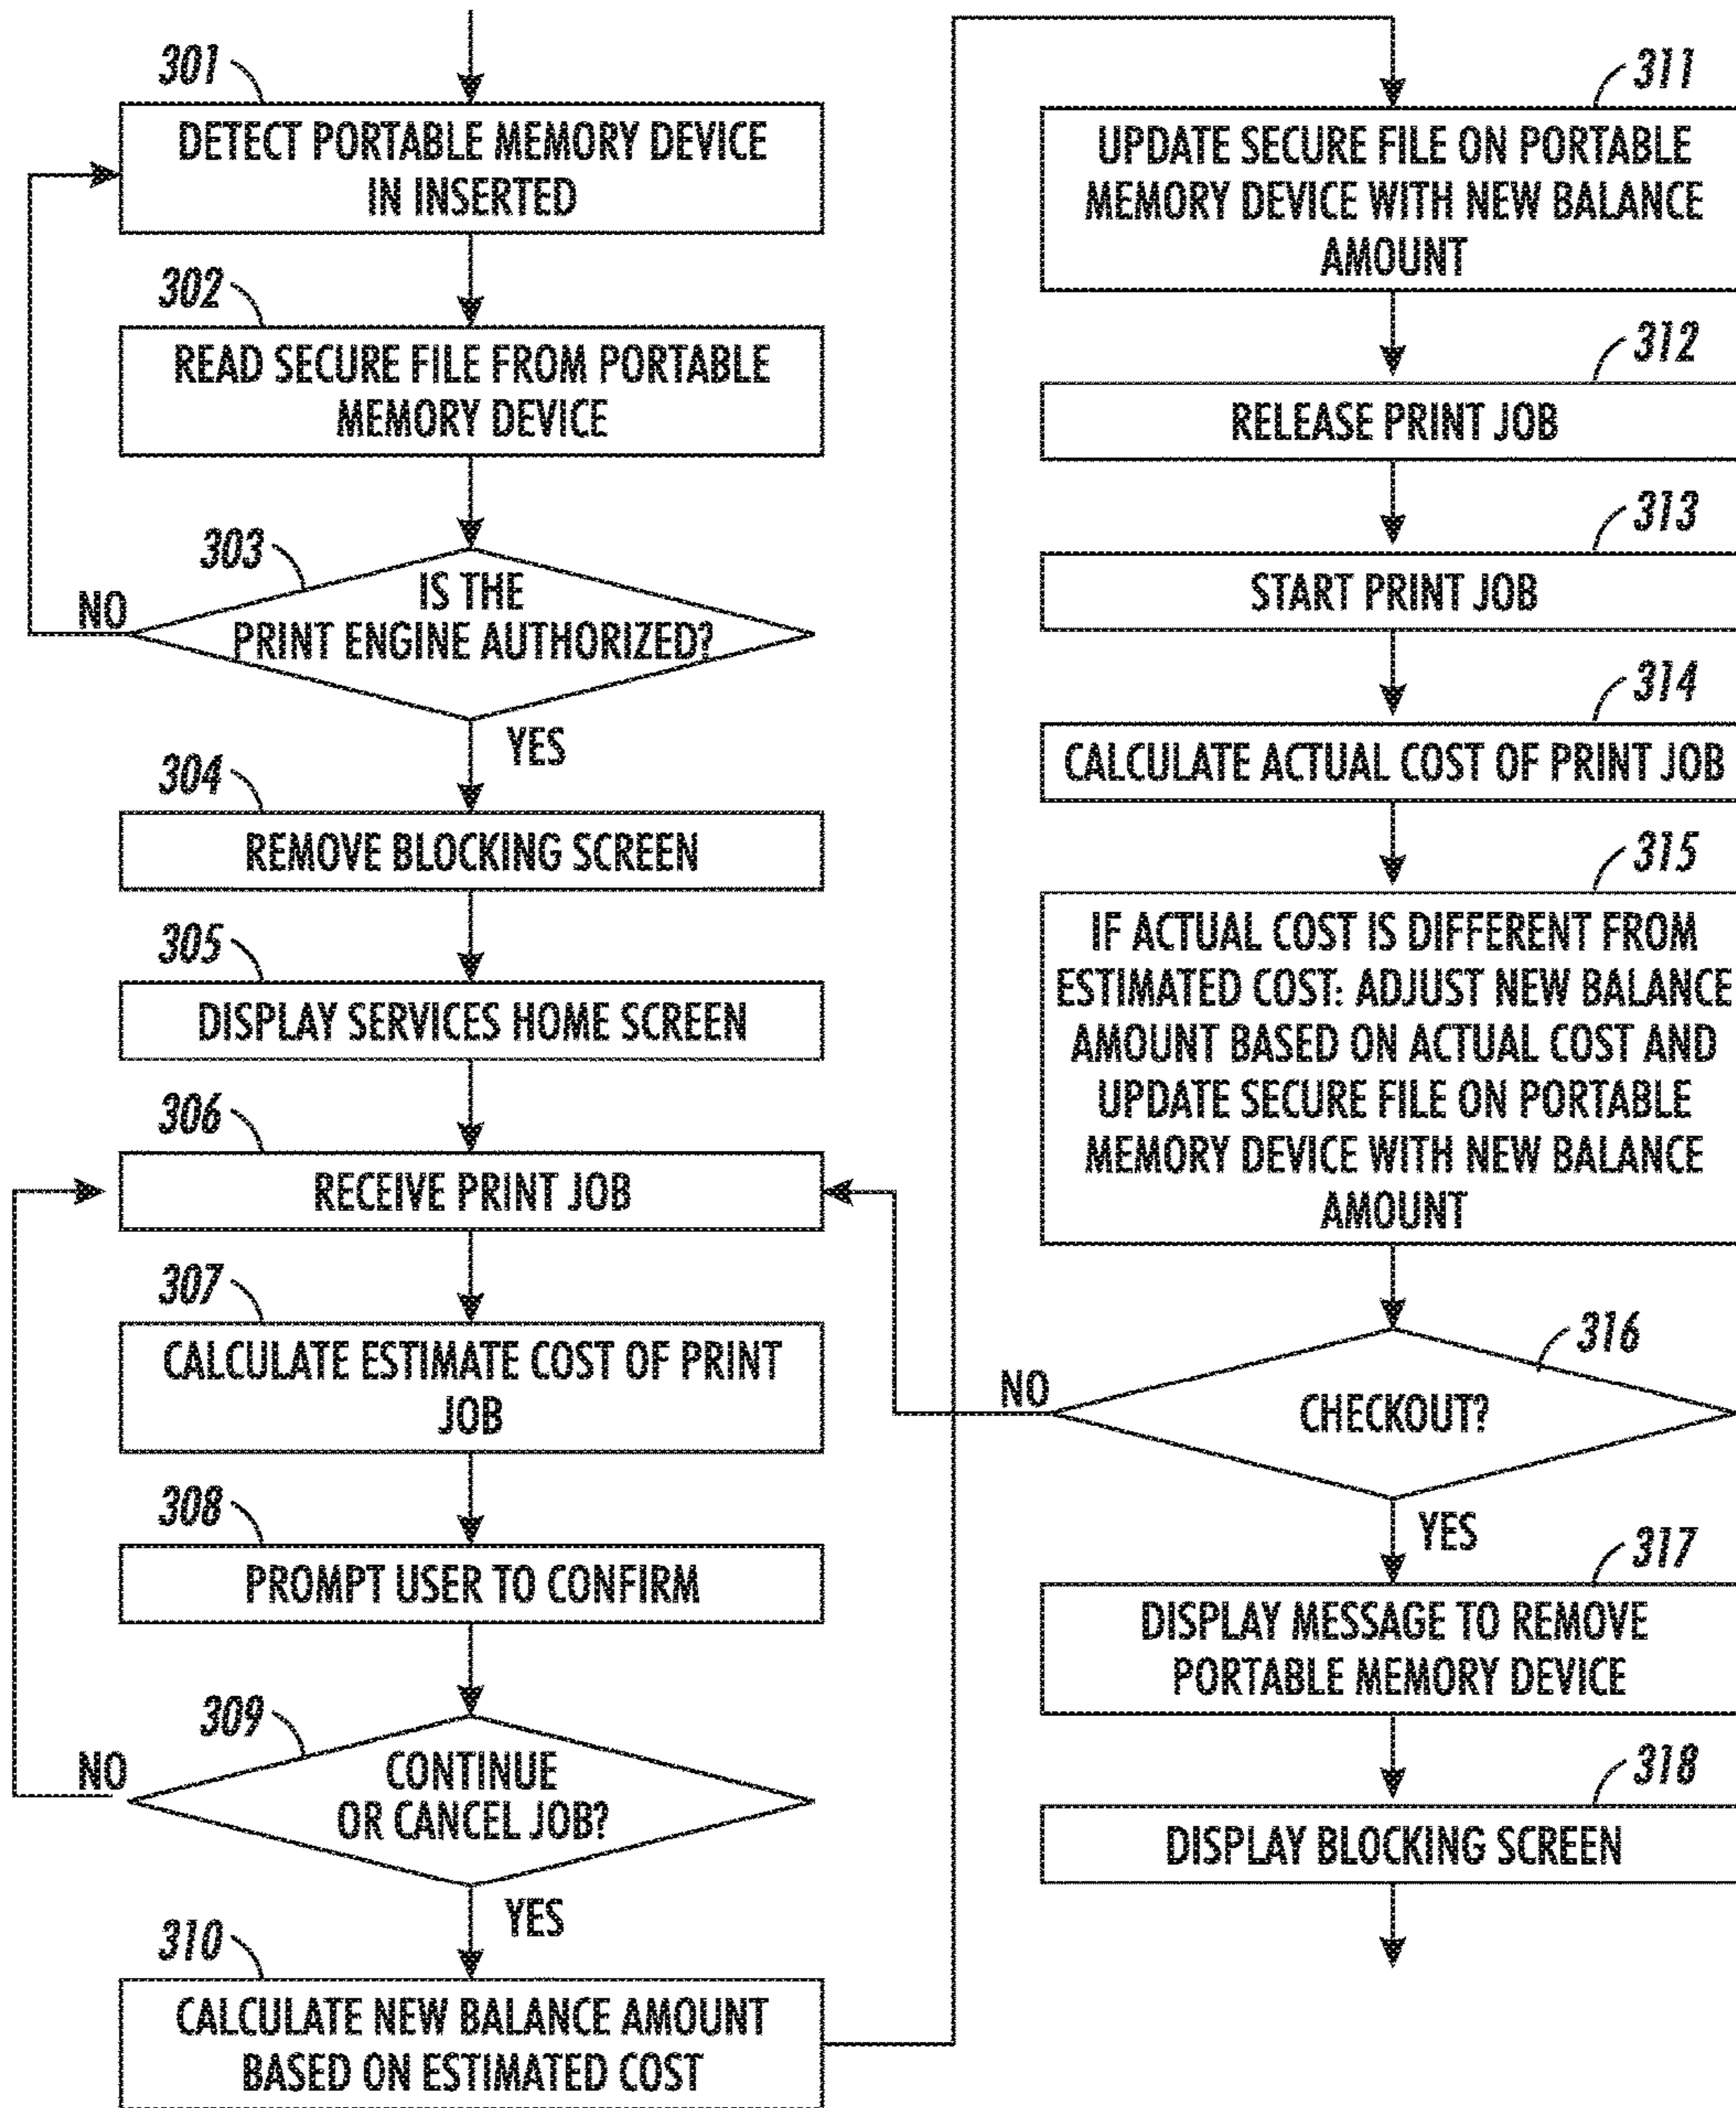 301
DETECT PORTABLE MEMORY DEVICE
IN INSERTED
302
READ SECURE FILE FROM PORTABLE
MEMORY DEVICE
303
IS THE
PRINT ENGINE AUTHORIZED?
NO
YES
304
REMOVE BLOCKING SCREEN
305
DISPLAY SERVICES HOME SCREEN
306
RECEIVE PRINT JOB
307
CALCULATE ESTIMATE COST OF PRINT
JOB
308
PROMPT USER TO CONFIRM
309
CONTINUE
OR CANCEL JOB?
NO
YES
310
CALCULATE NEW BALANCE AMOUNT
BASED ON ESTIMATED COST
311
UPDATE SECURE FILE ON PORTABLE
MEMORY DEVICE WITH NEW BALANCE
AMOUNT
312
RELEASE PRINT JOB
313
START PRINT JOB
314
CALCULATE ACTUAL COST OF PRINT JOB
315
IF ACTUAL COST IS DIFFERENT FROM
ESTIMATED COST: ADJUST NEW BALANCE
AMOUNT BASED ON ACTUAL COST AND
UPDATE SECURE FILE ON PORTABLE
MEMORY DEVICE WITH NEW BALANCE
AMOUNT
316
CHECKOUT?
NO
YES
317
DISPLAY MESSAGE TO REMOVE
PORTABLE MEMORY DEVICE
318
DISPLAY BLOCKING SCREEN